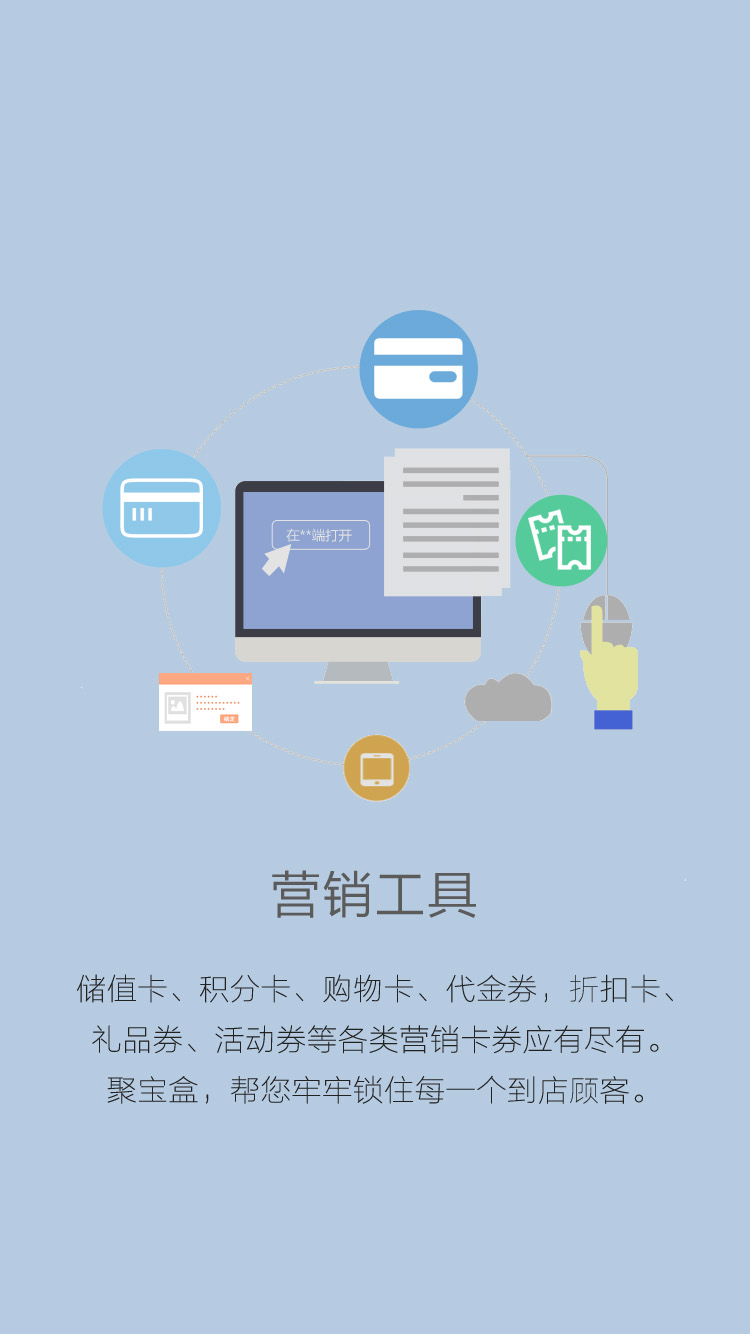 在**端打开
确定
营销工具
储值卡、积分卡、购物卡、代金券，折扣卡、
礼品券、活动券等各类营销卡券应有尽有。
聚宝盒，帮您牢牢锁住每一个到店顾客。